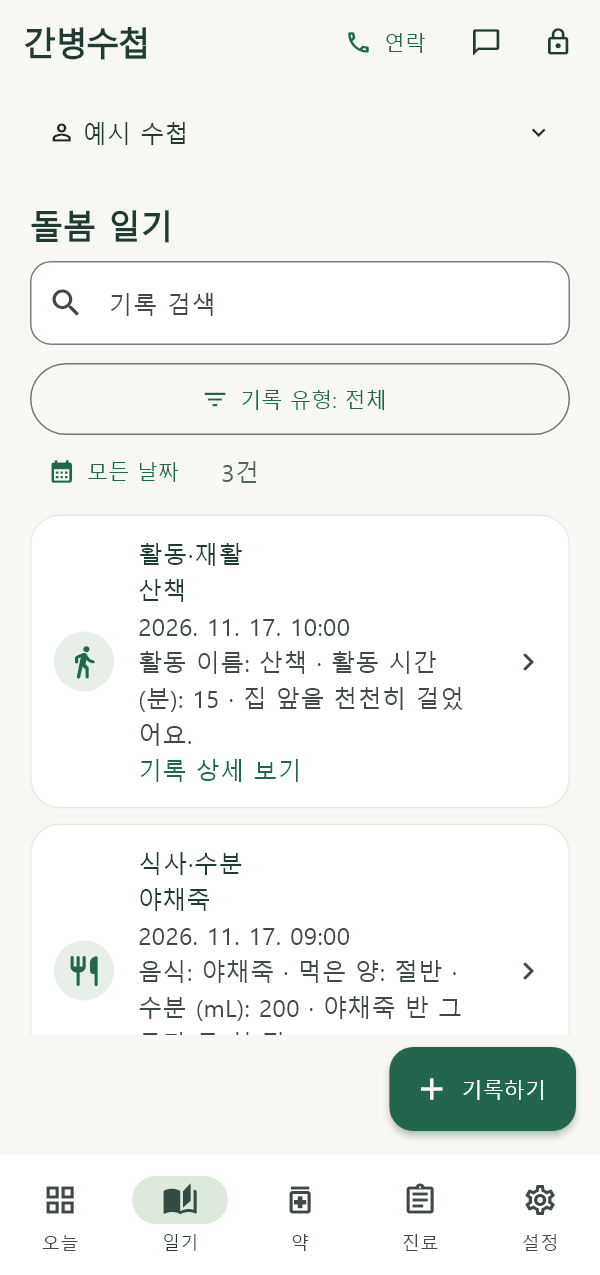 간병수첩
연락
예시 수첩
돌봄 일기
기록 검색
기록 유형: 전체
모든 날짜 3건
활동·재활
산책
2026. 11. 17. 10:00
활동 이름: 산책 · 활동 시간
(분): 15 · 집 앞을 천천히 걸었
어요.
기록 상세 보기
식사·수분
야채죽
2026. 11. 17. 09:00
음식: 야채죽 · 먹은 양: 절반 ·
수분 (mL): 200 · 야채죽 반 그
기록하기
오늘 일기 약 진료 설정